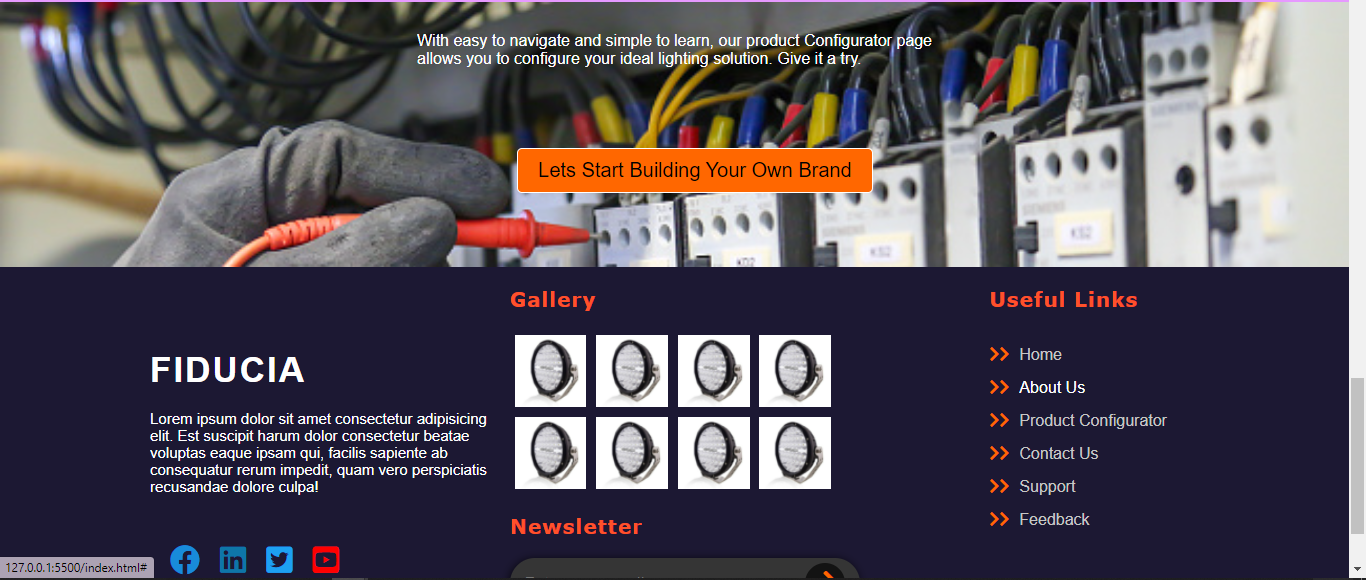 With easy to navigate and simple to learn, our product Configurator page
allows you to configure your ideal lighting solution. Give it a try.
Lets Start Building Your Own Brand
SIEMENS
KS2
KS2
FIDUCIA
Lorem ipsum dolor sit amet consectetur adipisicing
elit. Est suscipit harum dolor consectetur beatae
voluptas eaque ipsam qui, facilis sapiente ab
consequatur rerum impedit, quam vero perspiciatis
recusandae dolore culpa!
Gallery
Newsletter
Useful Links
Home
About Us
Product Configurator
Contact Us
Support
Feedback
127.0.0.1:5500/index.html#